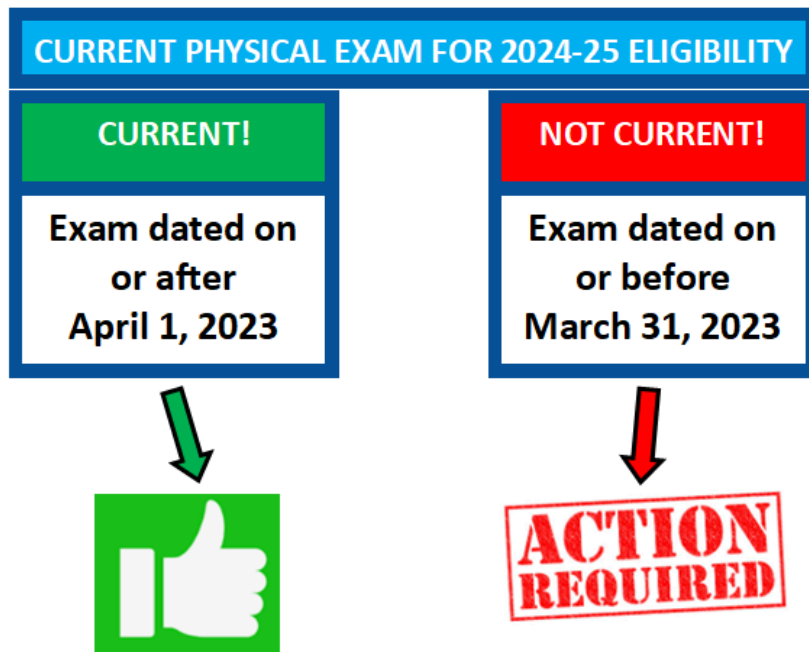 CURRENT PHYSICAL EXAM FOR 2024-25 ELIGIBILITY
CURRENT!
Exam dated on
or after
April 1, 2023
NOT CURRENT!
Exam dated on
or before
March 31, 2023
ACTION
REQUIRED